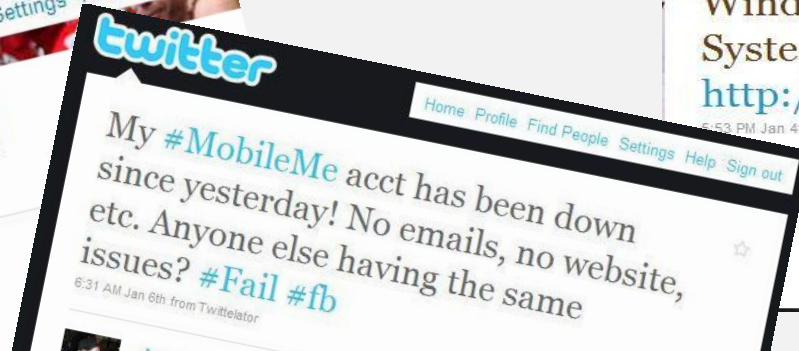 Settings
Wind
Syste
http:/
5:53 PM Jan 4
twitter
Home Profile Find People Settings Help Sign out
My #MobileMe acct has been down
since yesterday! No emails, no website,
etc. Anyone else having the same
issues? #Fail #fb
6:31 AM Jan 6th from Twittelator